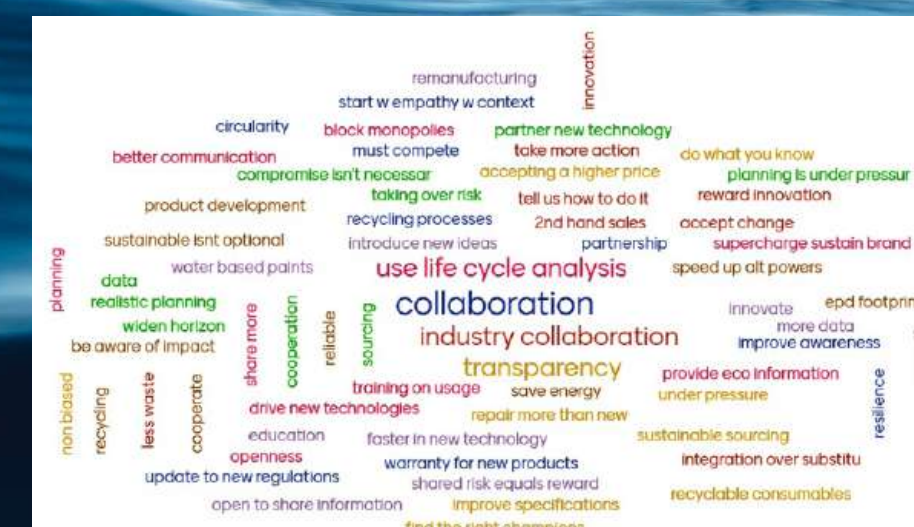 innovation
remanufacturing
start w empathy w context
circularity
block monopolies
partner new technology
better communication
must compete
take more action
do what you know
compromise isn't necessar
accepting a higher price
planning is under pressur
taking over risk
tell us how to do it
reward innovation
product development
recycling processes
2nd hand sales
accept change
sustainable isnt optional
introduce new ideas
partnership
supercharge sustain brand
planning
water based paints
use life cycle analysis
speed up alt powers
data
realistic planning
collaboration
innovate
epd footprin
widen horizon
share more
cooperation
reliable
sourcing
industry collaboration
more data
be aware of impact
improve awareness
transparency
provide eco information
non biased
recycling
less waste
cooperate
training on usage
save energy
under pressure
resilience
drive new technologies
repair more than new
education
faster in new technology
sustainable sourcing
openness
warranty for new products
integration over substitu
update to new regulations
shared risk equals reward
recyclable consumables
open to share information
improve specifications
find the right champions